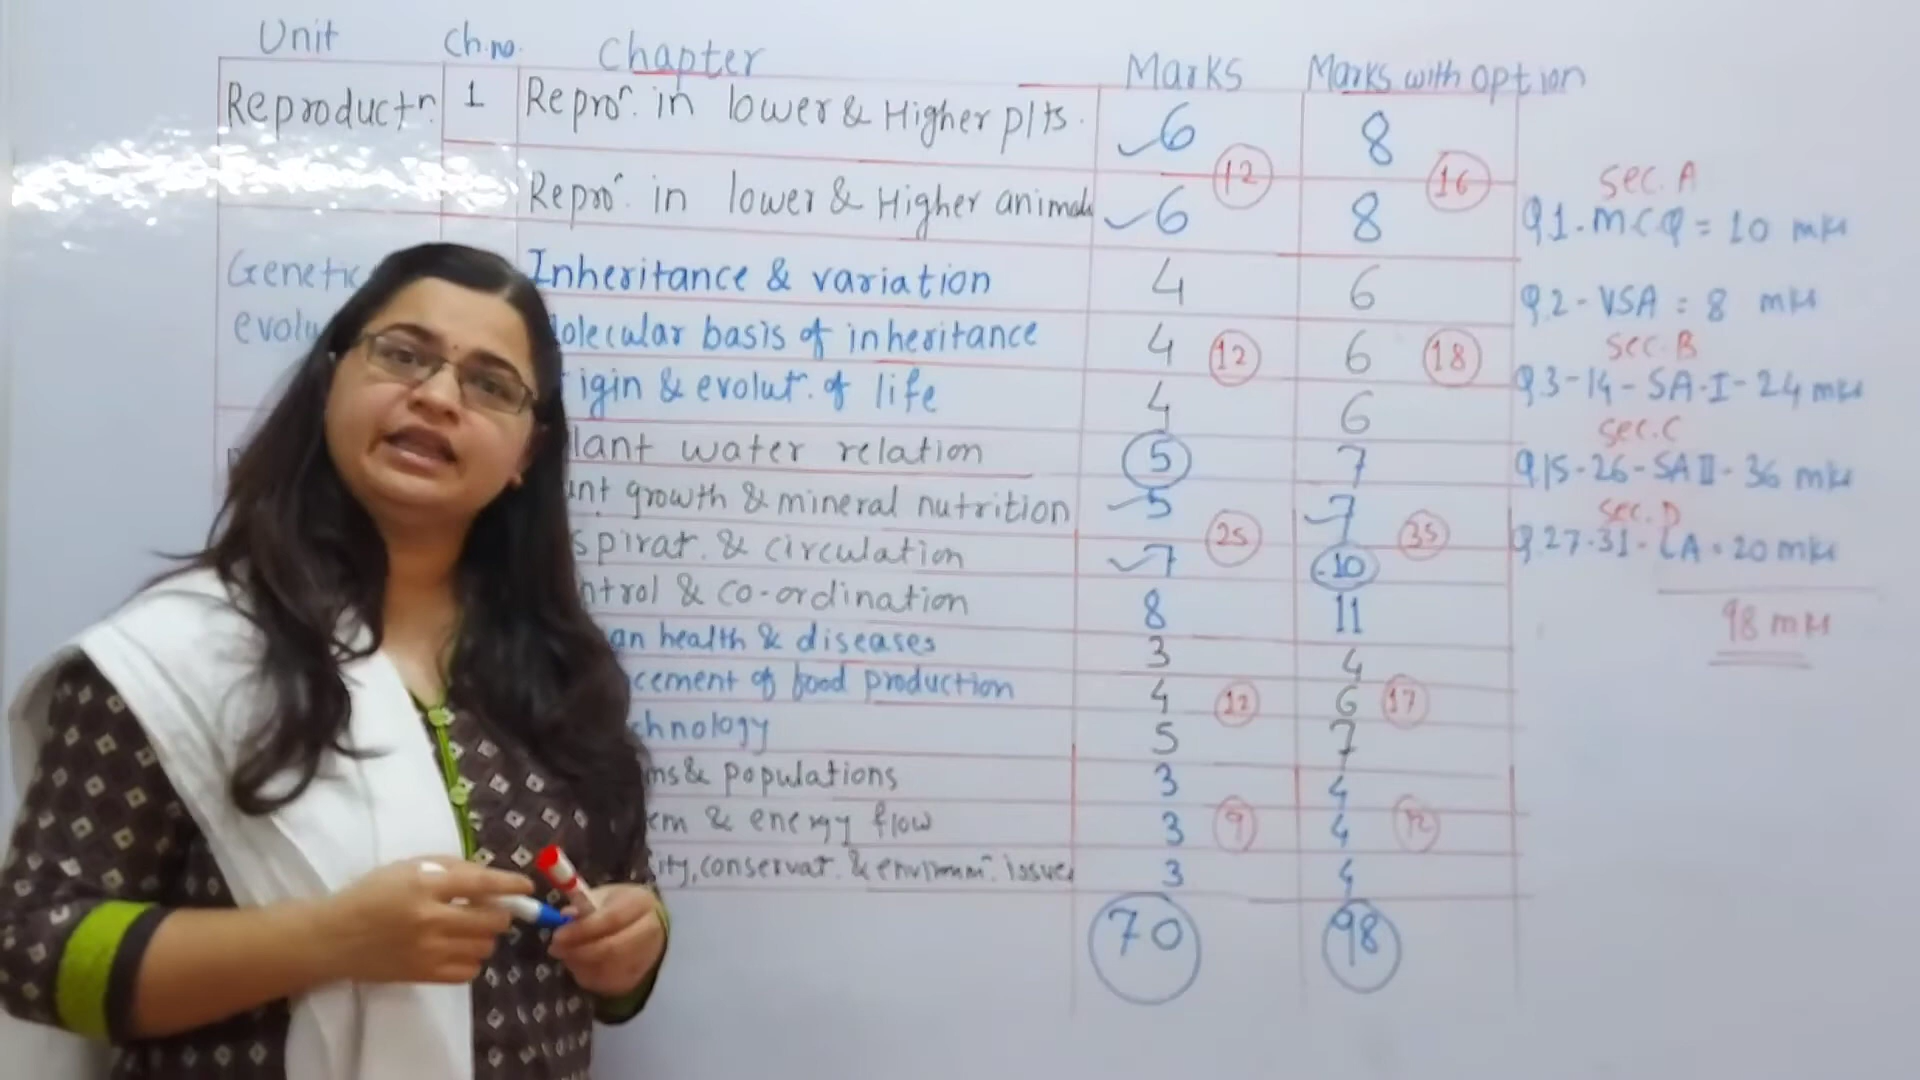 Unit Ch.no. Chapter Marks Marks with option
Reproductn. 1 Repron. in lower & Higher plts. 6 8
12 16
Repron. in lower & Higher animals 6 8
Genetic
evolu
Inheritance & variation 4 6
olecular basis of inheritance 4 6
12 18
igin & evolut. of life 4 6
lant water relation 5 7
nt growth & mineral nutrition 5 7
25 35
spirat. & circulation 7 10
ntrol & co-ordination 8 11
an health & diseases 3 4
cement of food production 4 12 6 17
chnology 5 7
ms & populations 3 4
em & energy flow 3 9 4 12
ity, conservat. & environm. issues 3 4
70 98
Sec. A
Q1. MCQ = 10 mks
Q.2 - VSA = 8 mks
Sec. B
Q.3-14 - SA-I - 24 mks
Sec. C
Q.15-26 - SA II - 36 mks
Sec. D
Q.27-31 - LA = 20 mks
98 mks